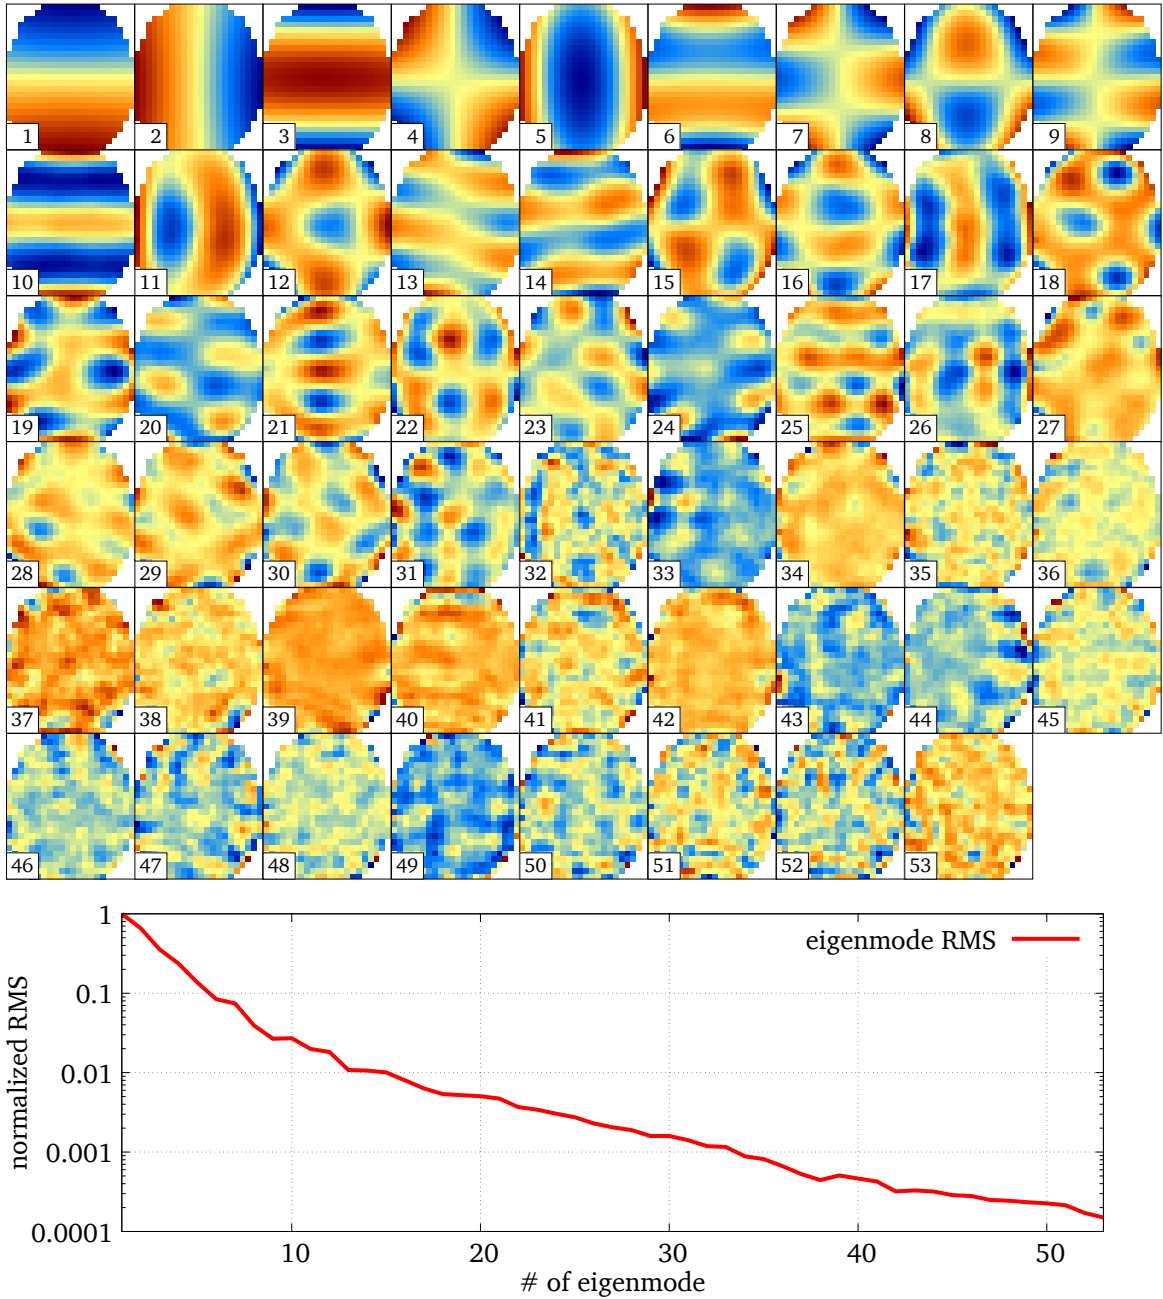 1 2 3 4 5 6 7 8 9
10 11 12 13 14 15 16 17 18
19 20 21 22 23 24 25 26 27
28 29 30 31 32 33 34 35 36
37 38 39 40 41 42 43 44 45
46 47 48 49 50 51 52 53
1
eigenmode RMS
0.1
normalized RMS
0.01
0.001
0.0001
10 20 30 40 50
# of eigenmode